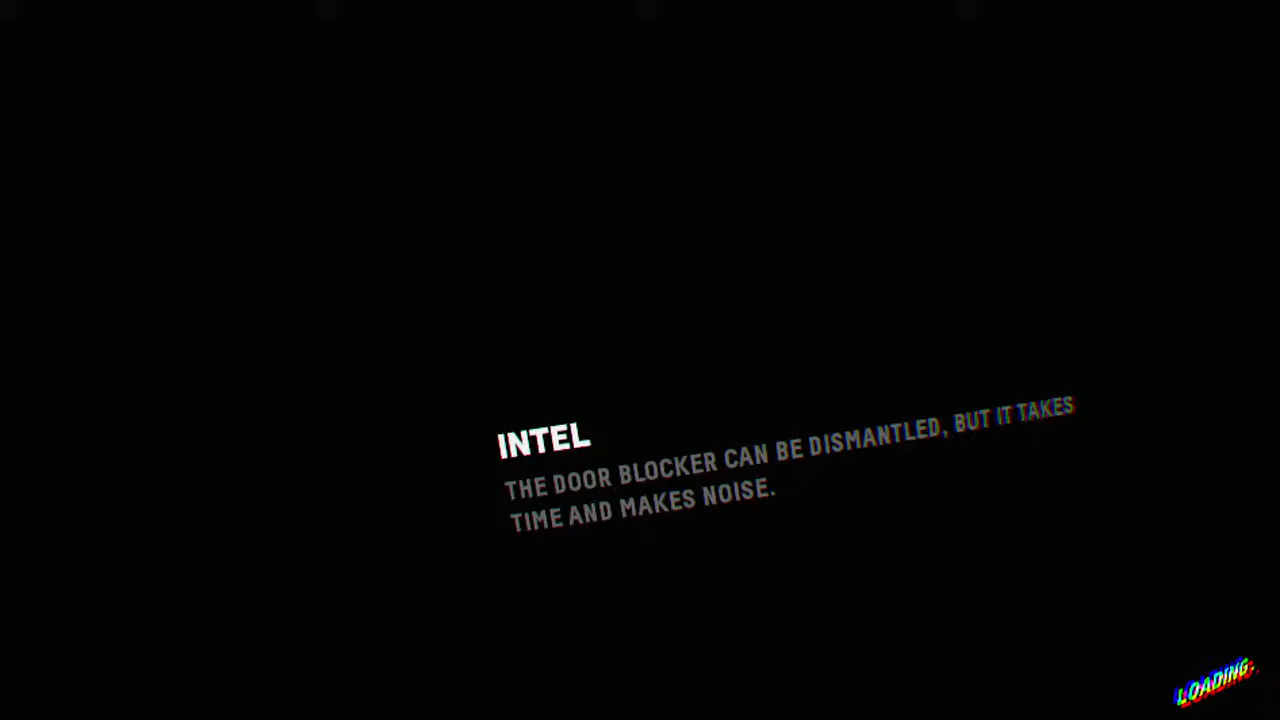 INTEL
THE DOOR BLOCKER CAN BE DISMANTLED, BUT IT TAKES
TIME AND MAKES NOISE.
LOADING.